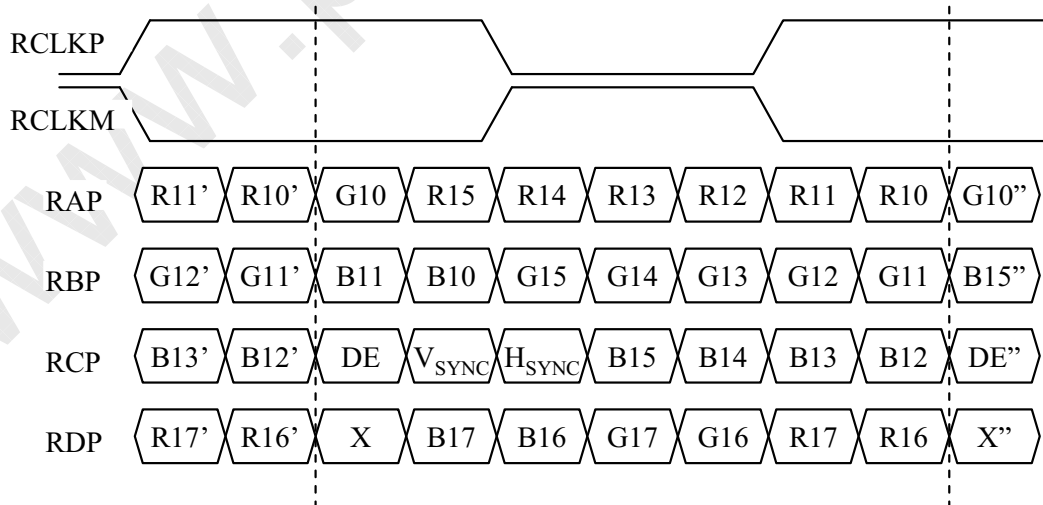 RCLKP
RCLKM
RAP R11’ R10’ G10 R15 R14 R13 R12 R11 R10 G10”
RBP G12’ G11’ B11 B10 G15 G14 G13 G12 G11 B15”
RCP B13’ B12’ DE VSYNC HSYNC B15 B14 B13 B12 DE”
RDP R17’ R16’ X B17 B16 G17 G16 R17 R16 X”